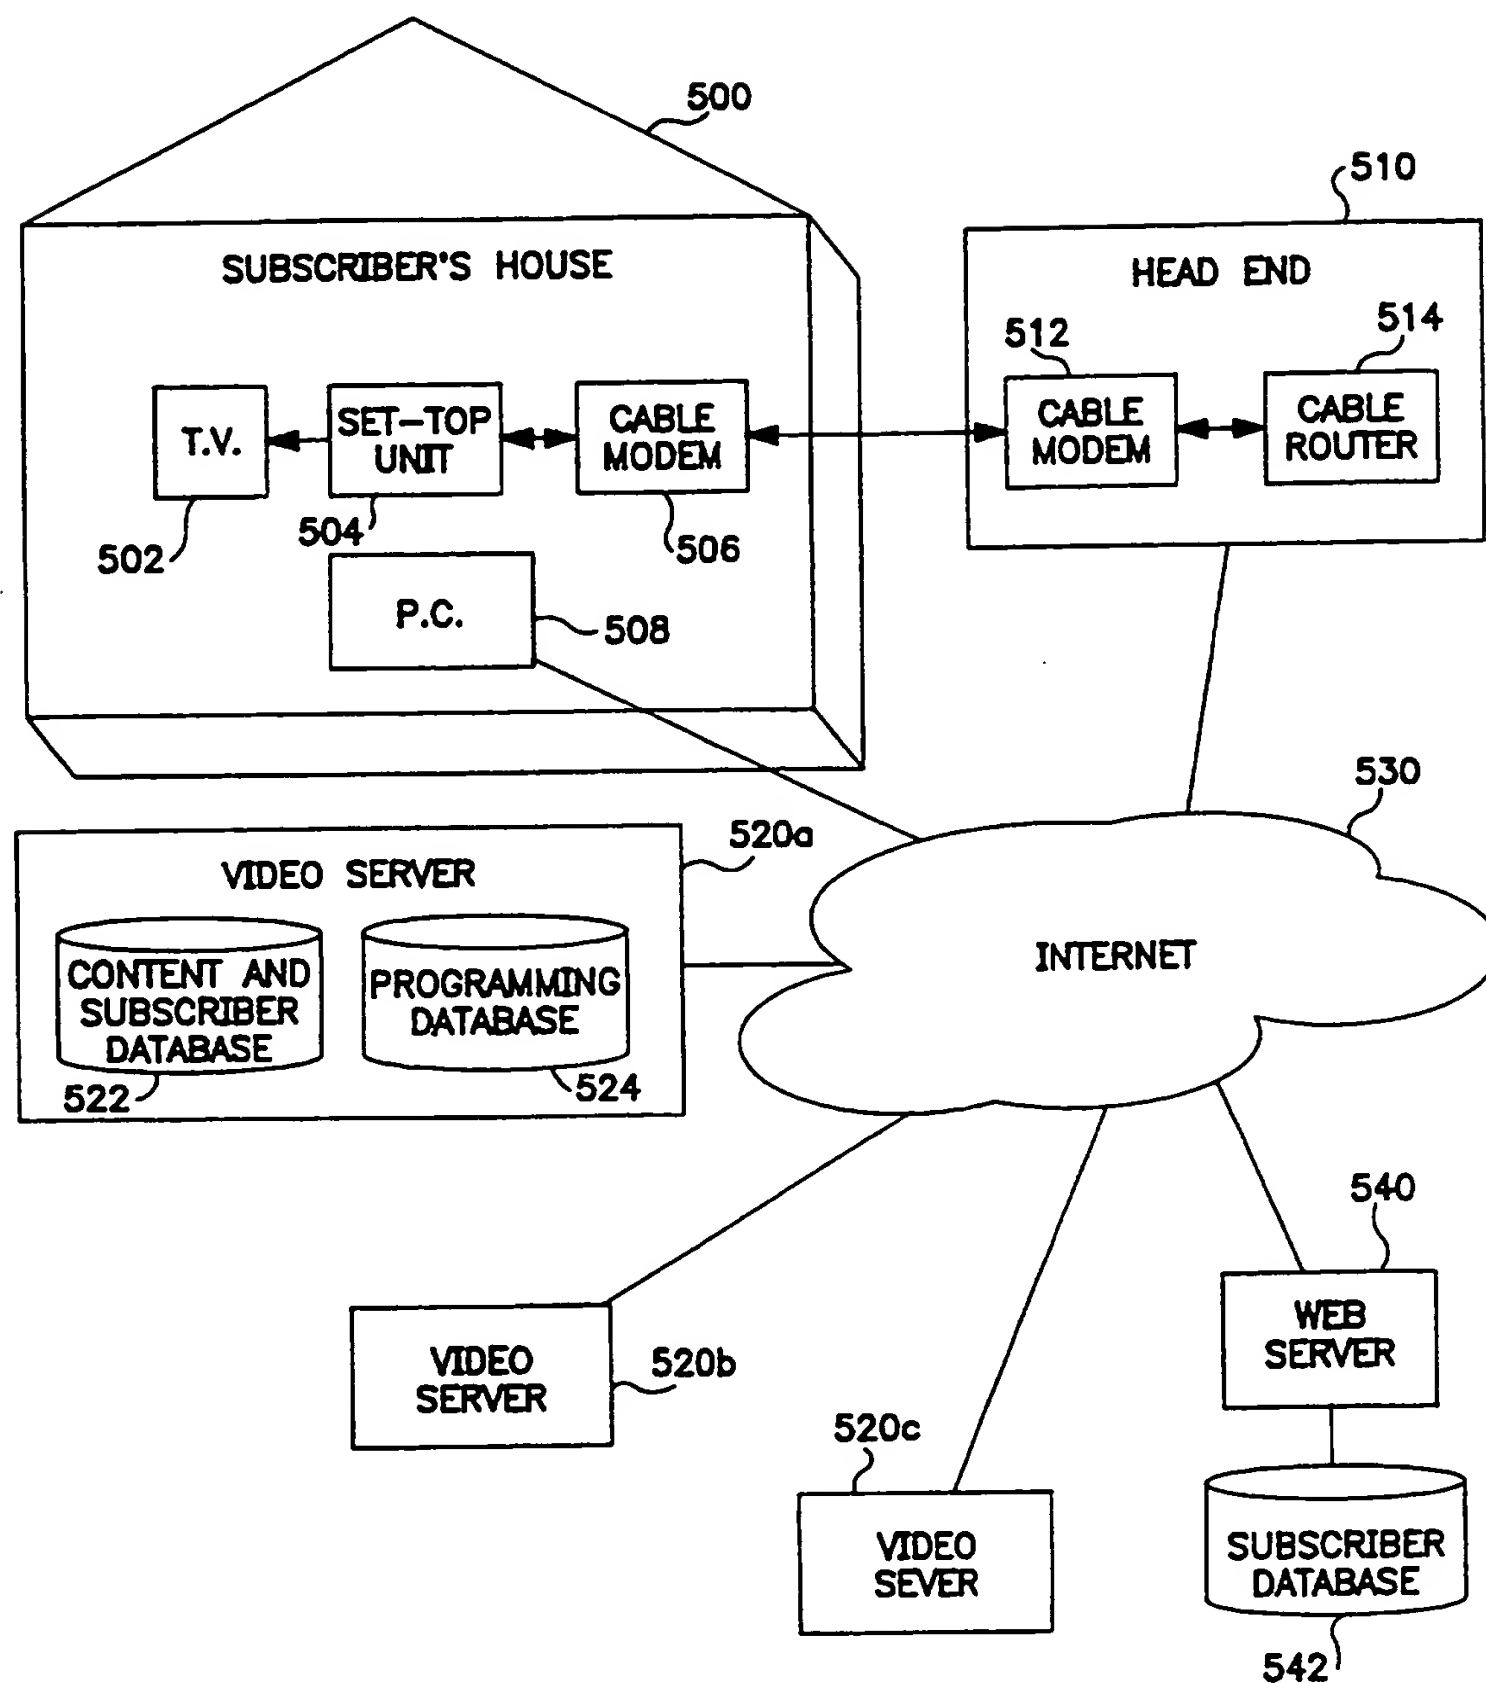 500
510
SUBSCRIBER'S HOUSE
HEAD END
512
514
T.V.
SET-TOP
UNIT
CABLE
MODEM
CABLE
MODEM
CABLE
ROUTER
502
504
506
P.C.
508
530
520a
VIDEO SERVER
CONTENT AND
SUBSCRIBER
DATABASE
PROGRAMMING
DATABASE
522
524
INTERNET
540
VIDEO
SERVER
520b
WEB
SERVER
520c
VIDEO
SEVER
SUBSCRIBER
DATABASE
542